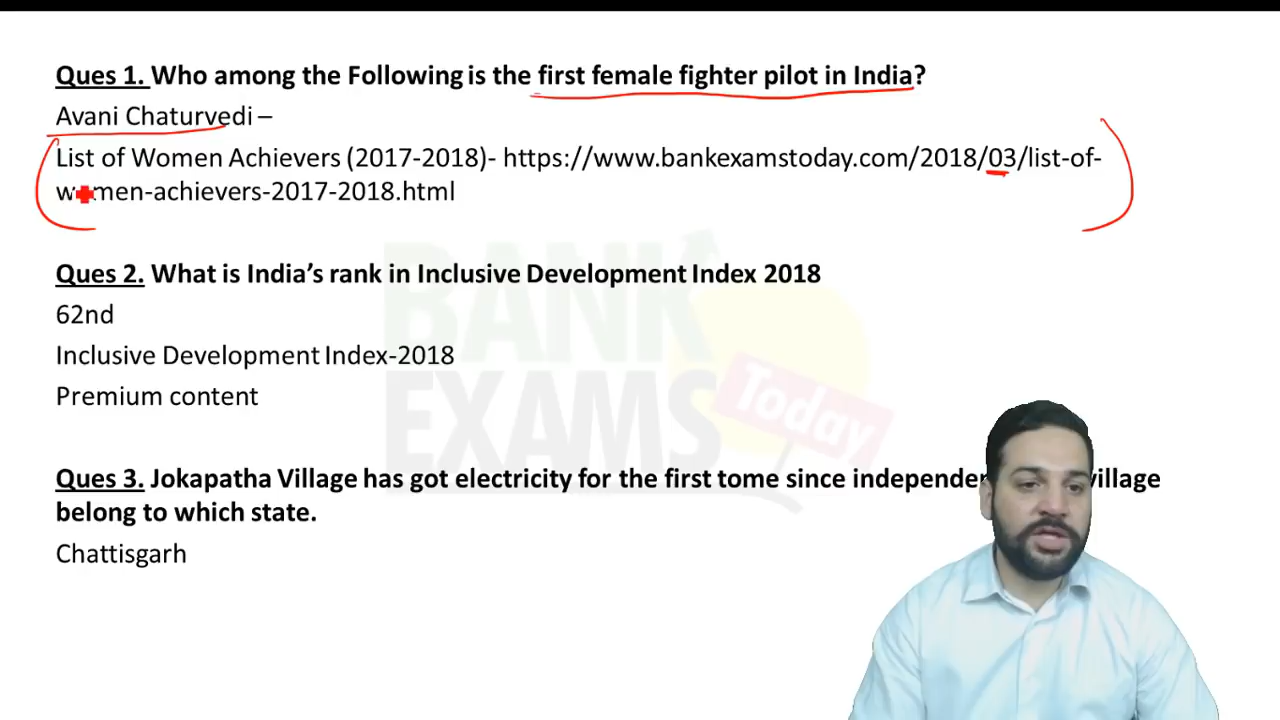 Ques 1. Who among the Following is the first female fighter pilot in India?
Avani Chaturvedi –
List of Women Achievers (2017-2018)- https://www.bankexamstoday.com/2018/03/list-of-
women-achievers-2017-2018.html
Ques 2. What is India's rank in Inclusive Development Index 2018
62nd
Inclusive Development Index-2018
Premium content
BANK
EXAMS
Today
Ques 3. Jokapatha Village has got electricity for the first tome since independen village
belong to which state.
Chattisgarh